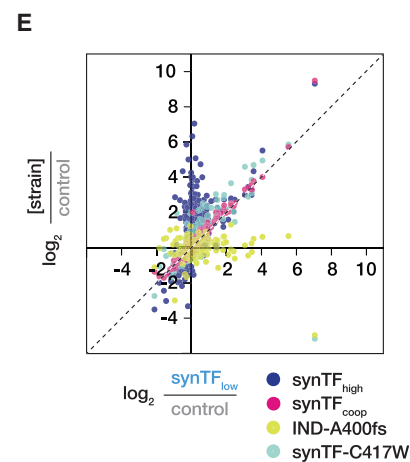 E
10
8
6
4
2
-2
-4
-4
-2
2
4
6
8
10
log2 [strain]
control
log2 synTFlow
control
synTFhigh
synTFcoop
IND-A400fs
synTF-C417W